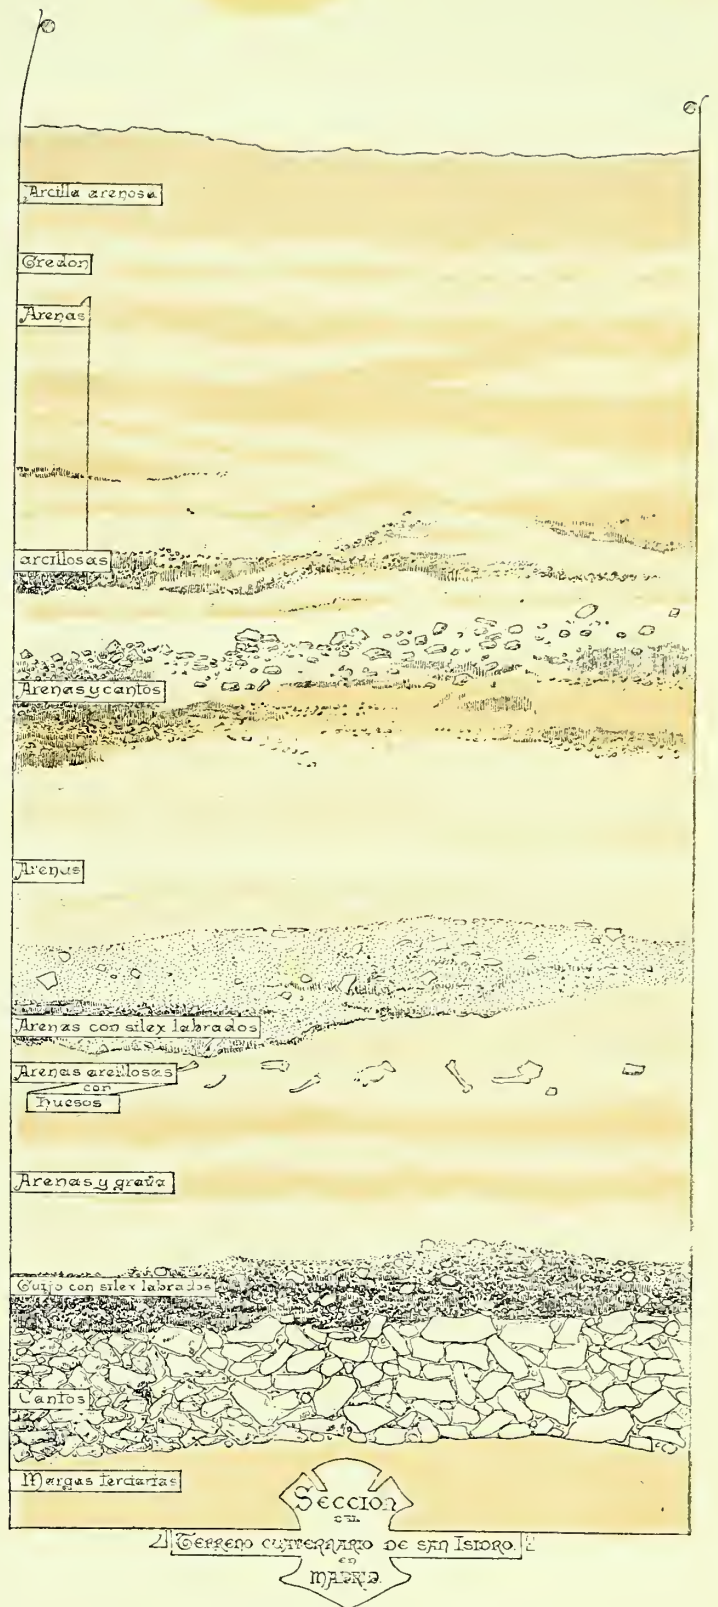 Arcilla arenosa
Gredon
Arenas
arcillosas
Arenas y cantos
Arenas
Arenas con silex labrados
Arenas arcillosas
con
huesos
Arenas y gravа
Guijo con silex labrados
Cantos
Margas terciarias
SECCION
DEL
TERRENO CUATERNARIO DE SAN ISIDRO.
en
MADRID.